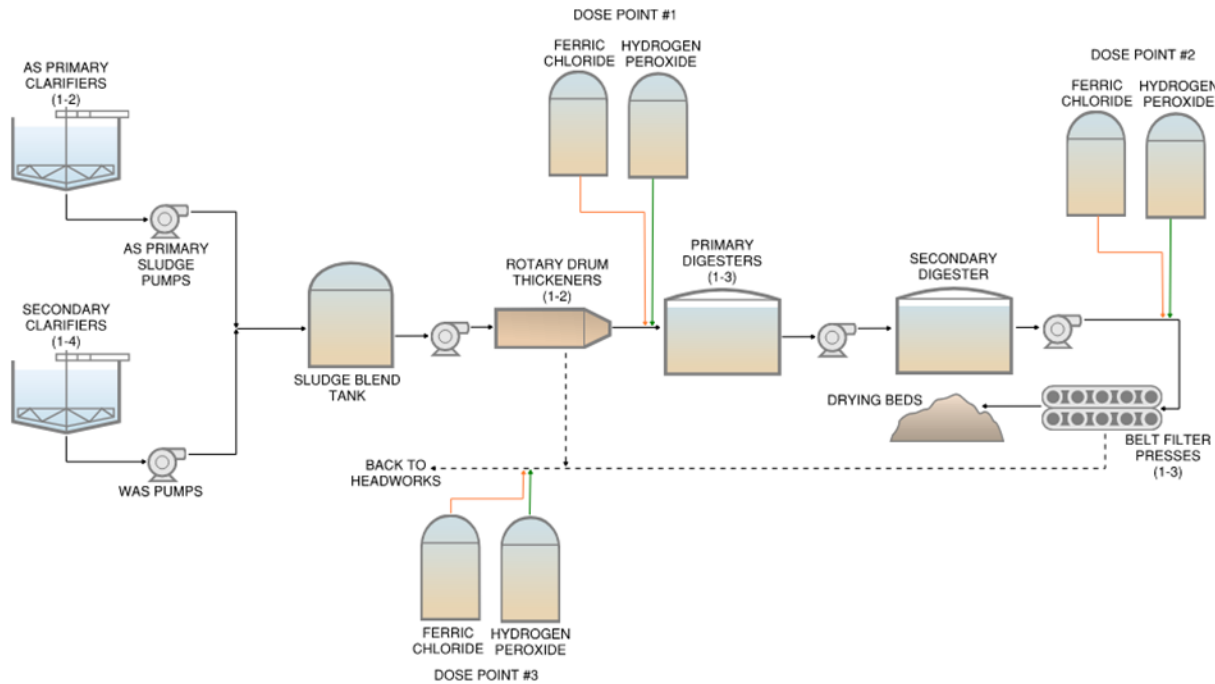 DOSE POINT #1
FERRIC
CHLORIDE
HYDROGEN
PEROXIDE
DOSE POINT #2
FERRIC
CHLORIDE
HYDROGEN
PEROXIDE
AS PRIMARY
CLARIFIERS
(1-2)
AS PRIMARY
SLUDGE
PUMPS
SECONDARY
CLARIFIERS
(1-4)
WAS PUMPS
SLUDGE BLEND
TANK
ROTARY DRUM
THICKENERS
(1-2)
PRIMARY
DIGESTERS
(1-3)
SECONDARY
DIGESTER
DRYING BEDS
BELT FILTER
PRESSES
(1-3)
BACK TO
HEADWORKS
FERRIC
CHLORIDE
HYDROGEN
PEROXIDE
DOSE POINT #3